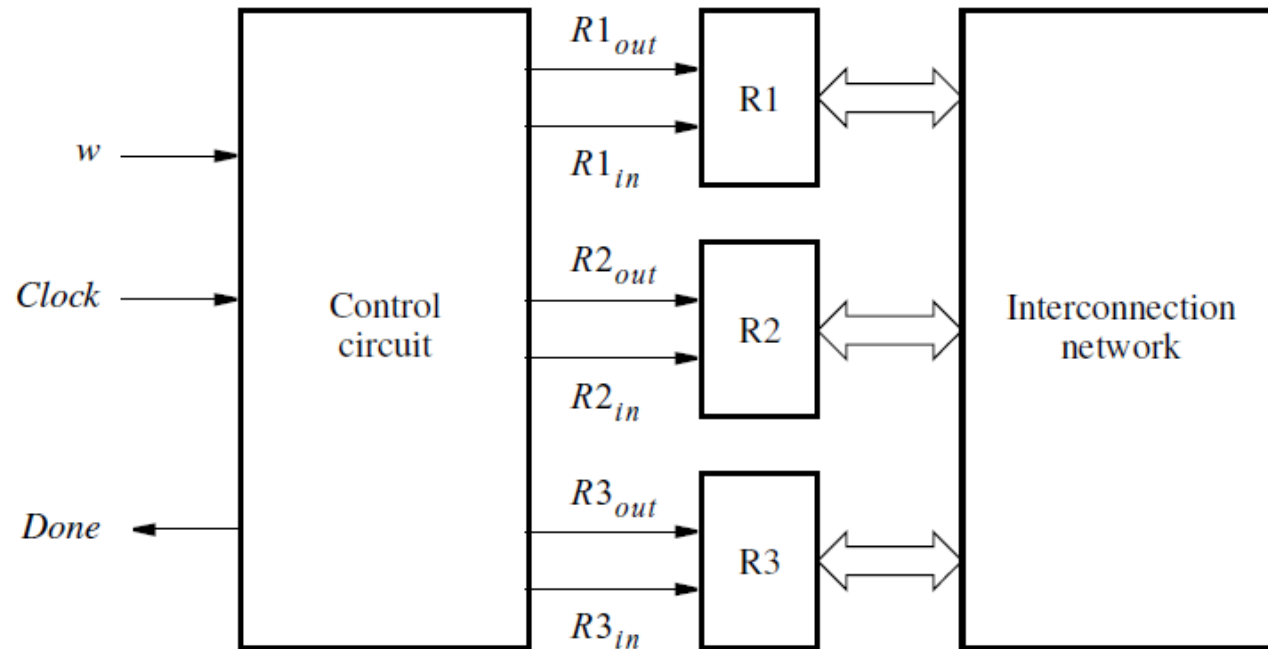 R1out
R1
R1in
w
R2out
Clock
Control
circuit
R2
Interconnection
network
R2in
R3out
Done
R3
R3in